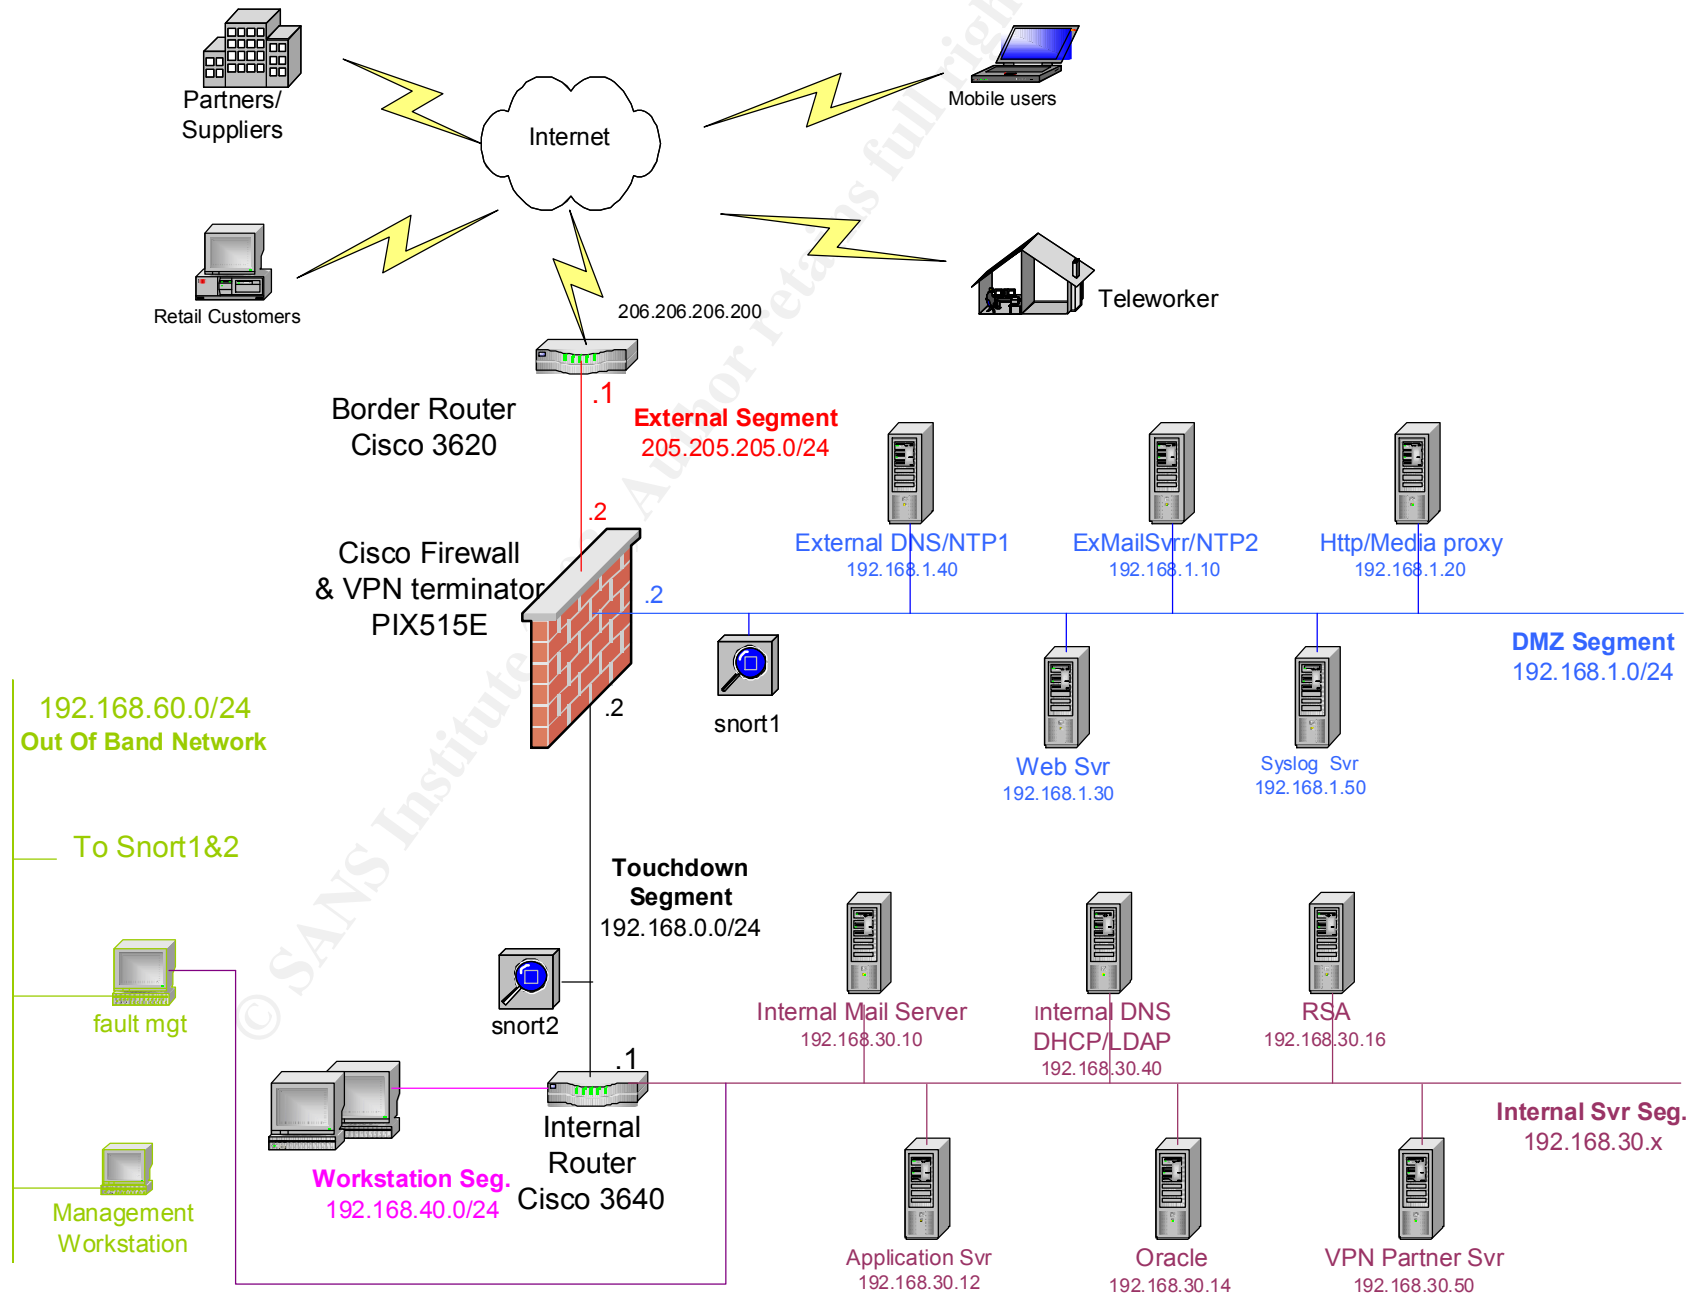 Partners/
Suppliers
Internet
Mobile users
Retail Customers
Teleworker
206.206.206.200
.1
Border Router
Cisco 3620
External Segment
205.205.205.0/24
.2
Cisco Firewall
& VPN terminator
PIX515E
.2
.2
External DNS/NTP1
192.168.1.40
ExMailSvrr/NTP2
192.168.1.10
Http/Media proxy
192.168.1.20
DMZ Segment
192.168.1.0/24
snort1
Web Svr
192.168.1.30
Syslog Svr
192.168.1.50
192.168.60.0/24
Out Of Band Network
To Snort1&2
fault mgt
Management
Workstation
Touchdown
Segment
192.168.0.0/24
snort2
.1
Internal
Router
Cisco 3640
Workstation Seg.
192.168.40.0/24
Internal Mail Server
192.168.30.10
Internal DNS
DHCP/LDAP
192.168.30.40
RSA
192.168.30.16
Internal Svr Seg.
192.168.30.x
Application Svr
192.168.30.12
Oracle
192.168.30.14
VPN Partner Svr
192.168.30.50
© SANS Institute Author retains full righ